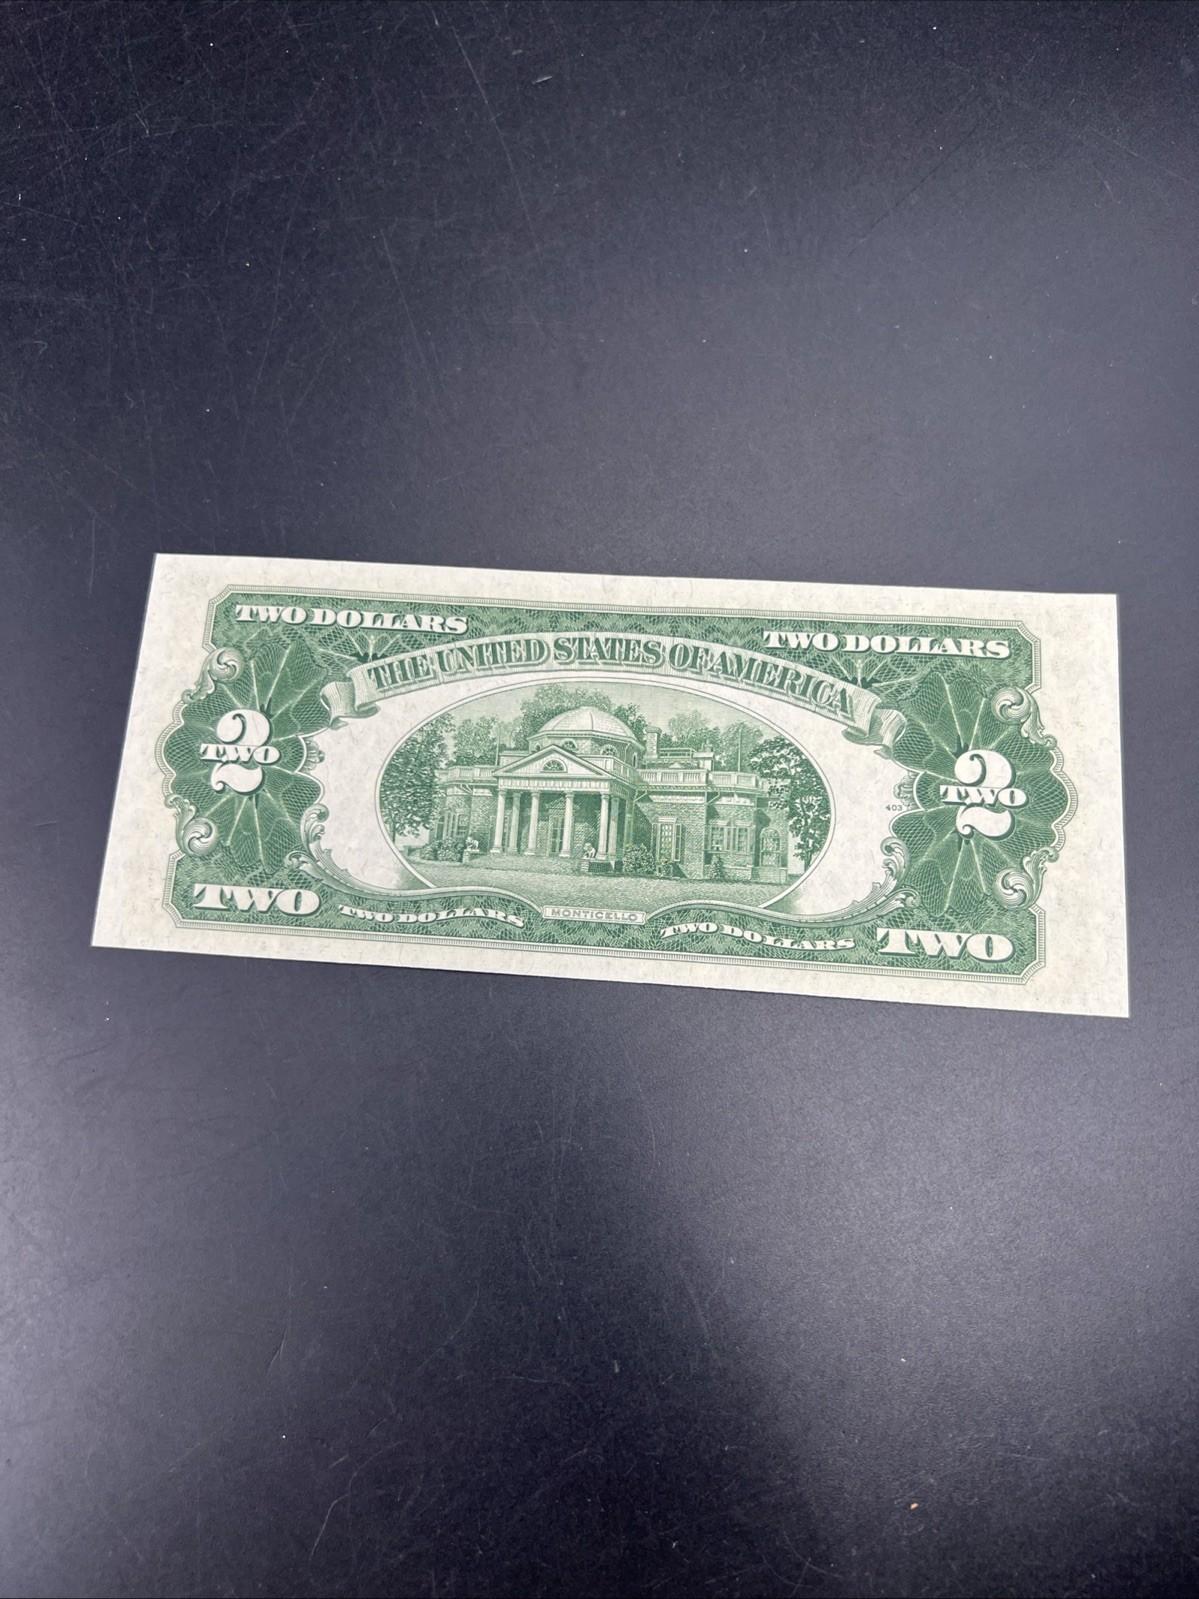 TWO DOLLARS
TWO DOLLARS
THE UNITED STATES OF AMERICA
2
TWO
2
TWO
TWO
TWO DOLLARS
MONTICELLO
TWO DOLLARS
TWO